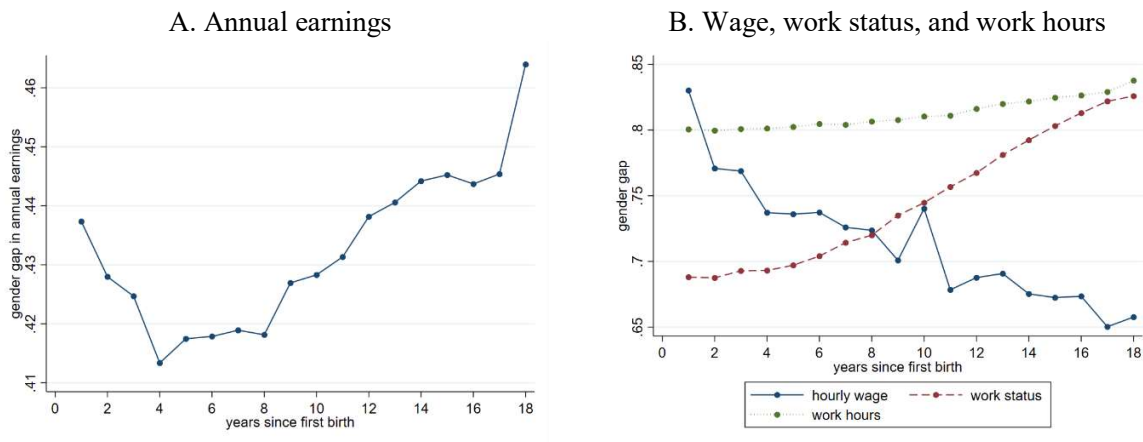 A. Annual earnings
B. Wage, work status, and work hours
gender gap in annual earnings
.46
.45
.44
.43
.42
.41
0 2 4 6 8 10 12 14 16 18
years since first birth
gender gap
.85
.8
.75
.7
.65
0 2 4 6 8 10 12 14 16 18
years since first birth
hourly wage work status
work hours